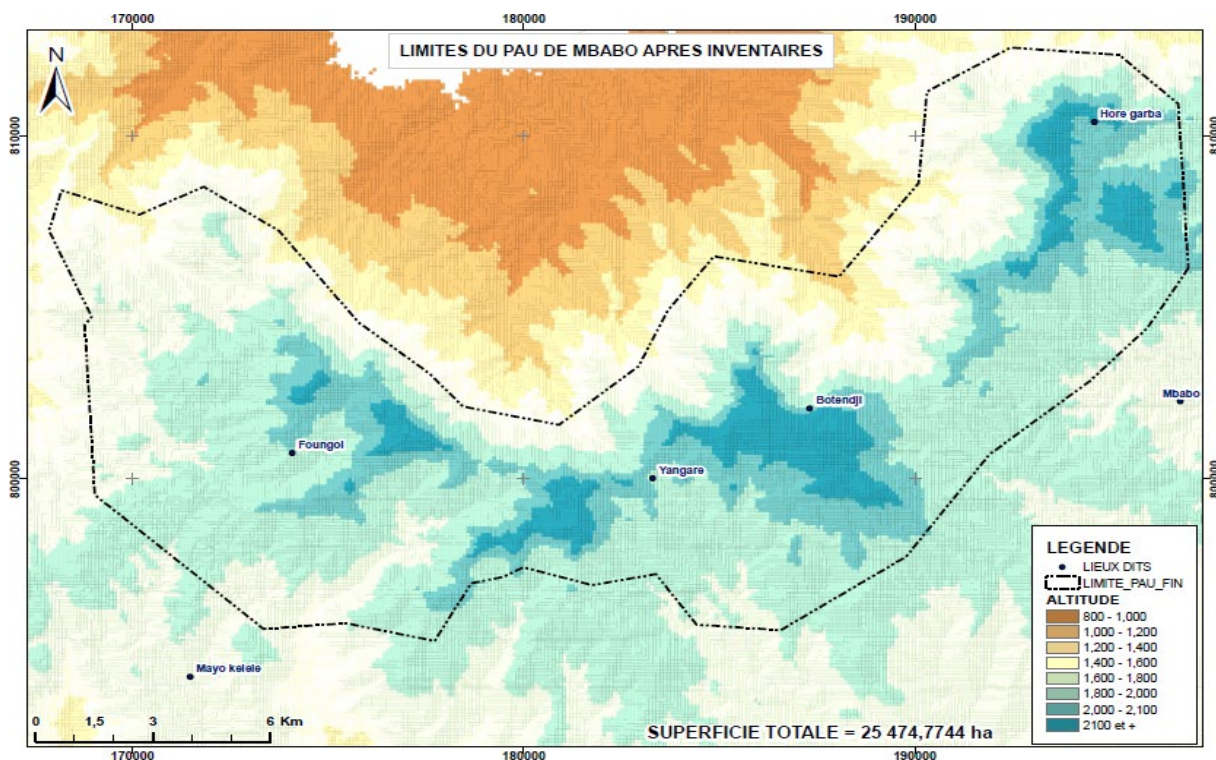 170000 180000 190000
LIMITES DU PAU DE MBABO APRES INVENTAIRES
N
810000 810000
Hore garba
Mbabo
Botendji
Foungol
Yangare
800000 800000
Mayo kelele
LEGENDE
LIEUX DITS
LIMITE_PAU_FIN
ALTITUDE
800 - 1,000
1,000 - 1,200
1,200 - 1,400
1,400 - 1,600
1,600 - 1,800
1,800 - 2,000
2,000 - 2,100
2100 et +
0 1,5 3 6 Km
SUPERFICIE TOTALE = 25 474,7744 ha
170000 180000 190000